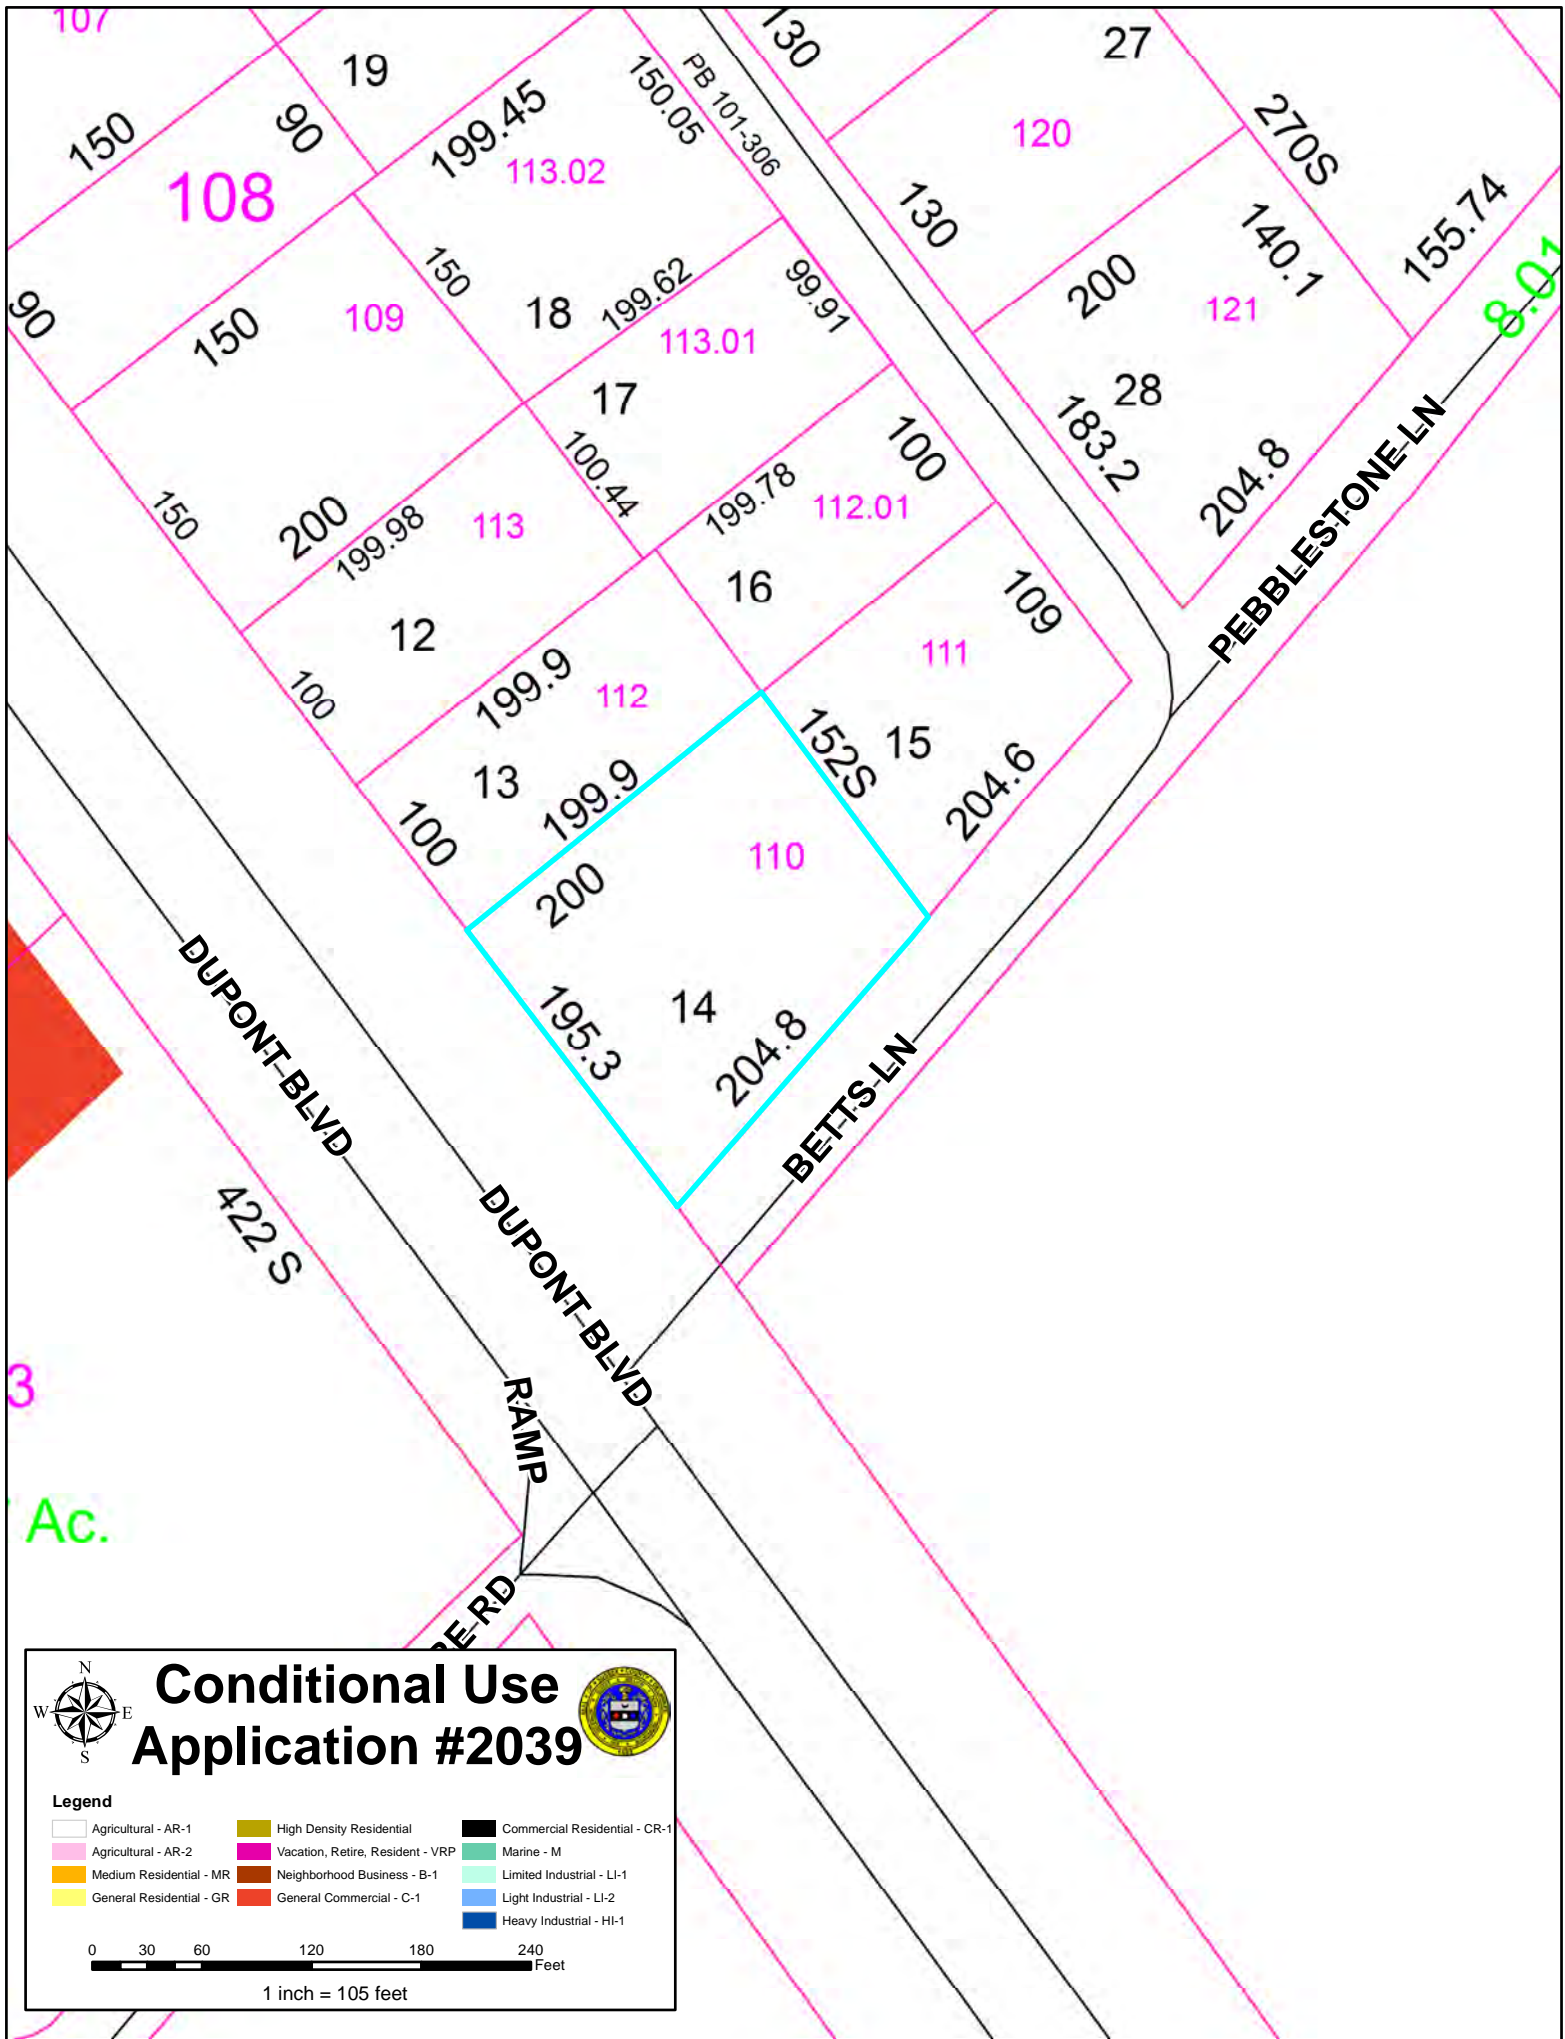 107
19
130
27
150
90
199.45
150.05
PB 101-306
120
270S
108
113.02
150
130
140.1
155.74
90
150
109
18
199.62
99.91
200
121
8.01
113.01
17
28
183.2
204.8
PEBBLESTONE LN
150
200
199.98
113
100.44
199.78
100
112.01
12
16
109
100
199.9
112
111
13
199.9
152S
15
204.6
100
200
110
195.3
14
204.8
DUPONT BLVD
BETTS LN
422 S
DUPONT BLVD
3
RAMP
Ac.
RE RD
N
W E
S
Conditional Use
Application #2039
Legend
Agricultural - AR-1
Agricultural - AR-2
Medium Residential - MR
General Residential - GR
High Density Residential
Vacation, Retire, Resident - VRP
Neighborhood Business - B-1
General Commercial - C-1
Commercial Residential - CR-1
Marine - M
Limited Industrial - LI-1
Light Industrial - LI-2
Heavy Industrial - HI-1
0 30 60 120 180 240
Feet
1 inch = 105 feet